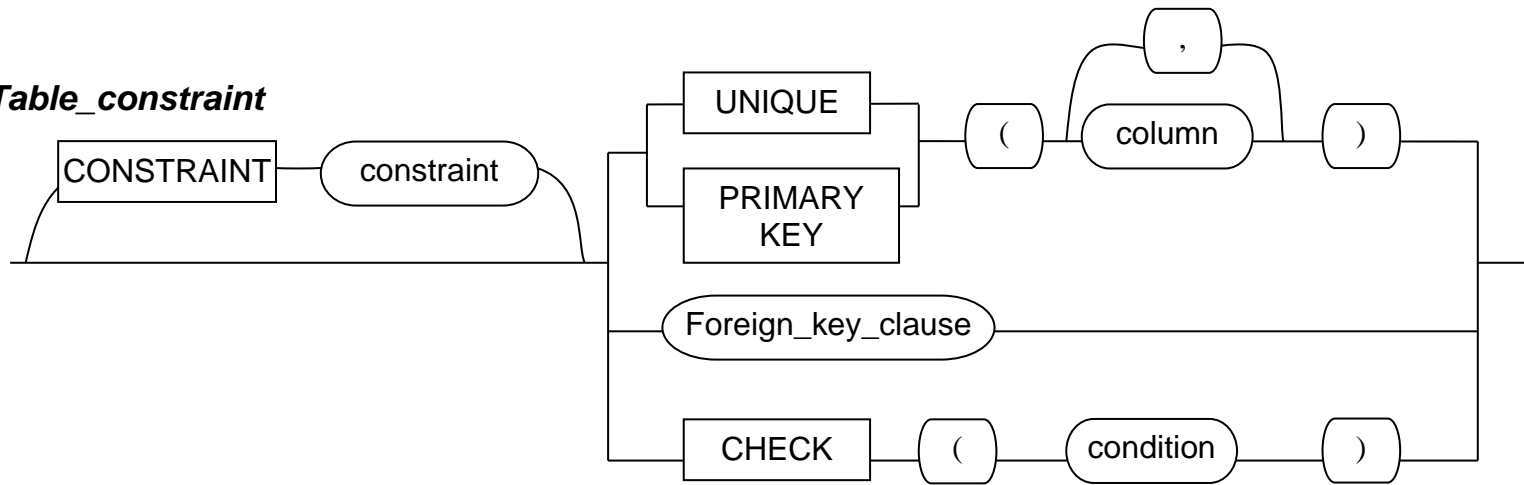 ,
Table_constraint
UNIQUE
CONSTRAINT constraint
( column )
PRIMARY
KEY
Foreign_key_clause
CHECK ( condition )